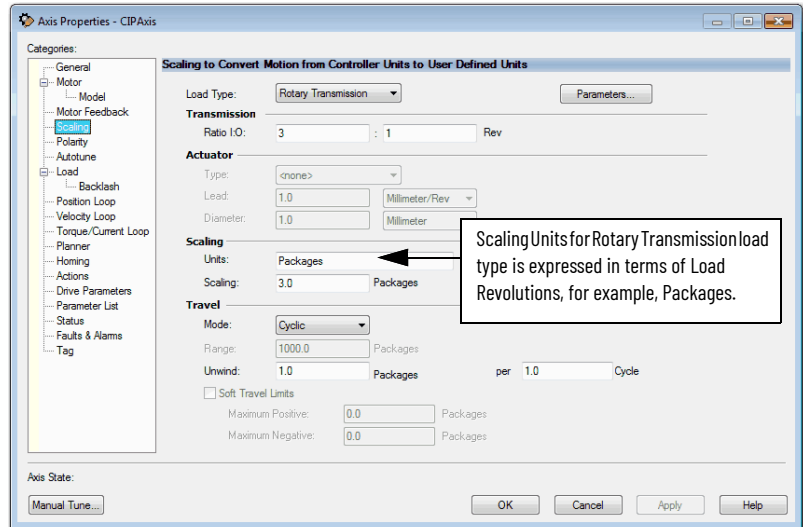 Axis Properties - CIPAxis
Categories:
General
Motor
Model
Motor Feedback
Scaling
Polarity
Autotune
Load
Backlash
Position Loop
Velocity Loop
Torque/Current Loop
Planner
Homing
Actions
Drive Parameters
Parameter List
Status
Faults & Alarms
Tag
Scaling to Convert Motion from Controller Units to User Defined Units
Load Type: Rotary Transmission Parameters...
Transmission
Ratio I:O: 3 : 1 Rev
Actuator
Type: <none>
Lead: 1.0 Millimeter/Rev
Diameter: 1.0 Millimeter
Scaling
Units: Packages
Scaling: 3.0 Packages
Scaling Units for Rotary Transmission load
type is expressed in terms of Load
Revolutions, for example, Packages.
Travel
Mode: Cyclic
Range: 1000.0 Packages
Unwind: 1.0 Packages per 1.0 Cycle
Soft Travel Limits
Maximum Positive: 0.0 Packages
Maximum Negative: 0.0 Packages
Axis State:
Manual Tune... OK Cancel Apply Help